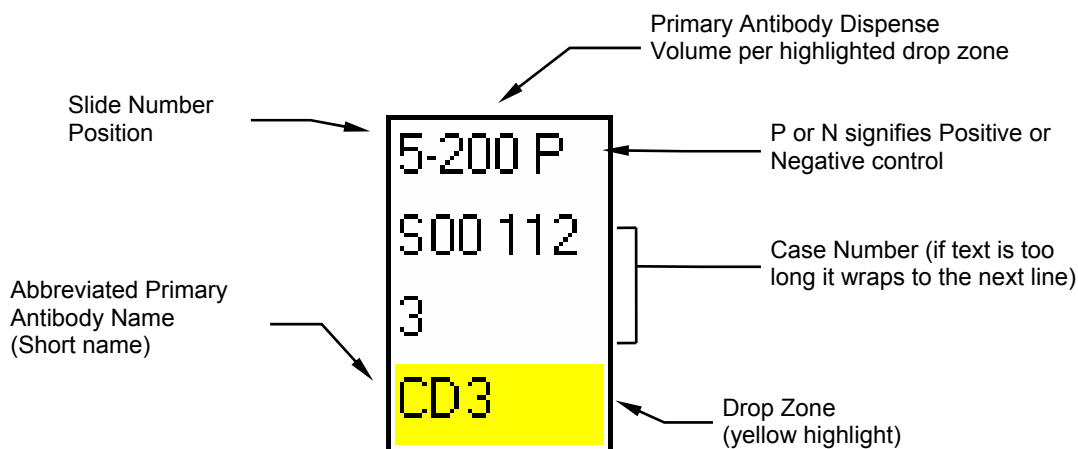 Primary Antibody Dispense
Volume per highlighted drop zone
Slide Number
Position
P or N signifies Positive or
Negative control
5-200 P
S00 112
3
CD3
Case Number (if text is too
long it wraps to the next line)
Abbreviated Primary
Antibody Name
(Short name)
Drop Zone
(yellow highlight)